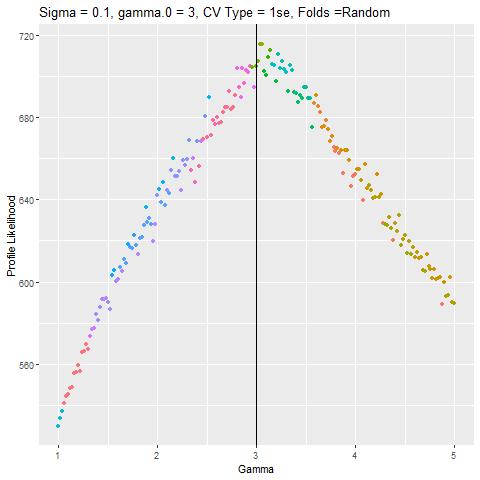 Sigma = 0.1, gamma.0 = 3, CV Type = 1se, Folds =Random
720
680
640
600
560
Profile Likelihood
1 2 3 4 5
Gamma